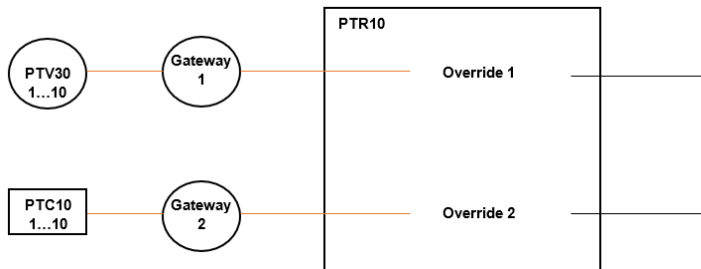 PTR10
PTV30
1...10
Gateway
1
Override 1
PTC10
1...10
Gateway
2
Override 2